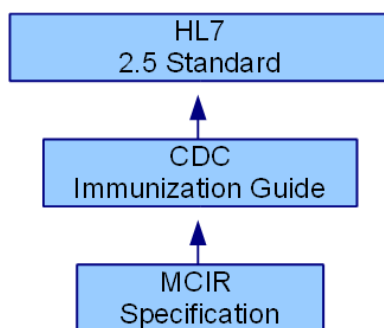 HL7
2.5 Standard
CDC
Immunization Guide
MCIR
Specification